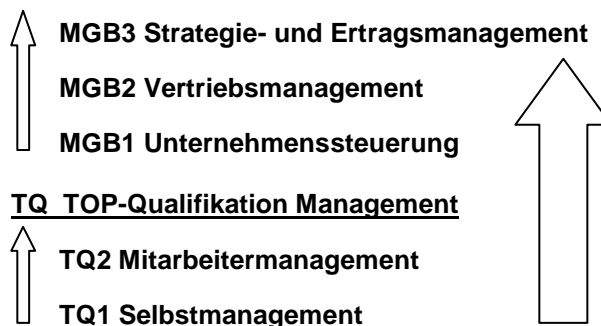 MGB3 Strategie- und Ertragsmanagement
MGB2 Vertriebsmanagement
MGB1 Unternehmenssteuerung
TQ TOP-Qualifikation Management
TQ2 Mitarbeitermanagement
TQ1 Selbstmanagement